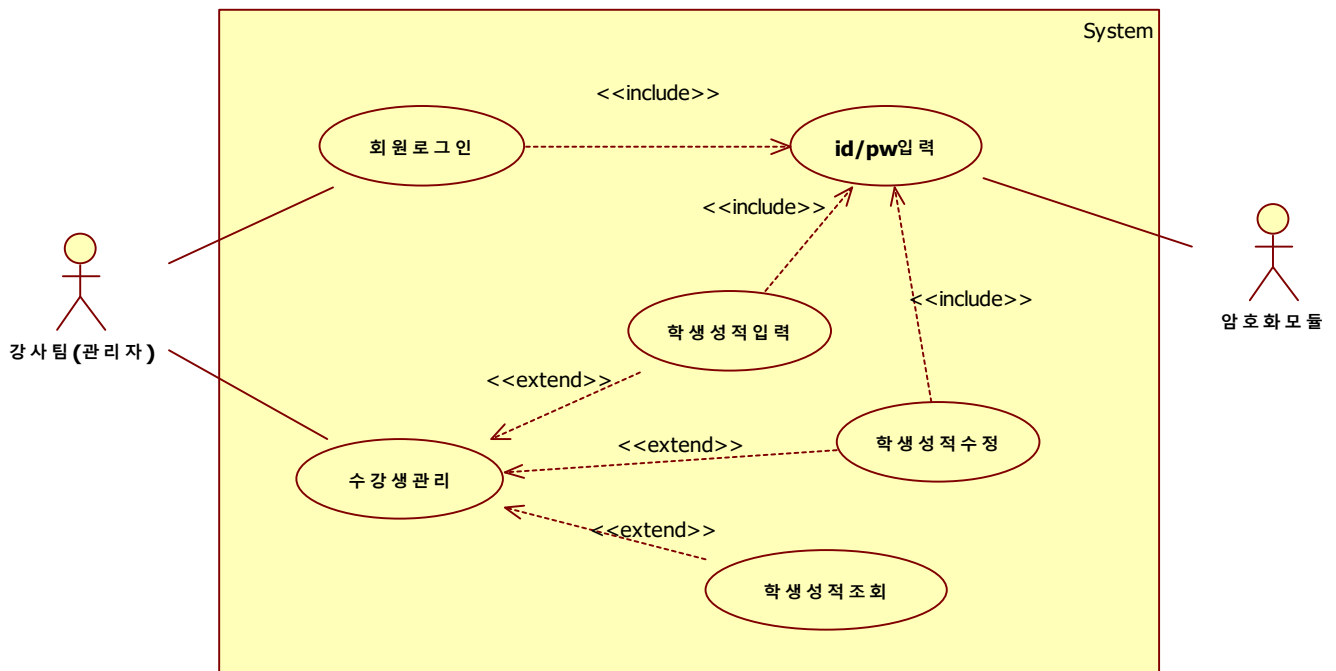 System
<<include>>
회원로그인
id/pw입력
<<include>>
<<include>>
강사팀(관리자)
암호화모듈
학생성적입력
<<extend>>
<<extend>>
학생성적수정
수강생관리
<<extend>>
학생성적조회